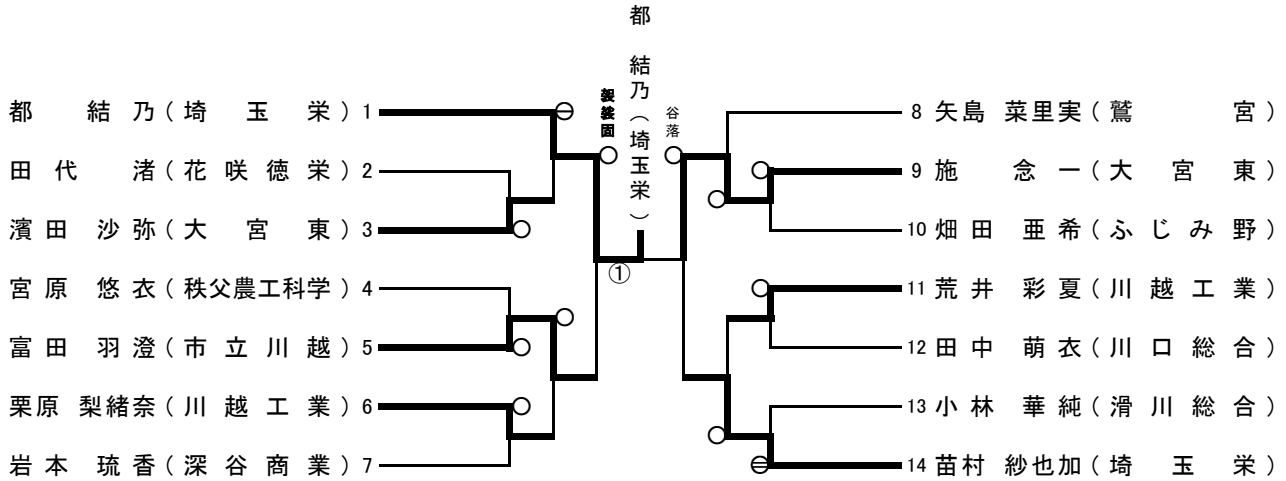 都 結乃（埼玉栄）
都 結乃（埼玉栄）1
田代 渚（花咲徳栄）2
濱田 沙弥（大宮東）3
宮原 悠衣（秩父農工科学）4
富田 羽澄（市立川越）5
栗原 梨緒奈（川越工業）6
岩本 琉香（深谷商業）7
谷落
①
8 矢島 菜里実（鷲宮）
9 施 念一（大宮東）
10 畑田 亜希（ふじみ野）
11 荒井 彩夏（川越工業）
12 田中 萌衣（川口総合）
13 小林 華純（滑川総合）
14 苗村 紗也加（埼玉栄）